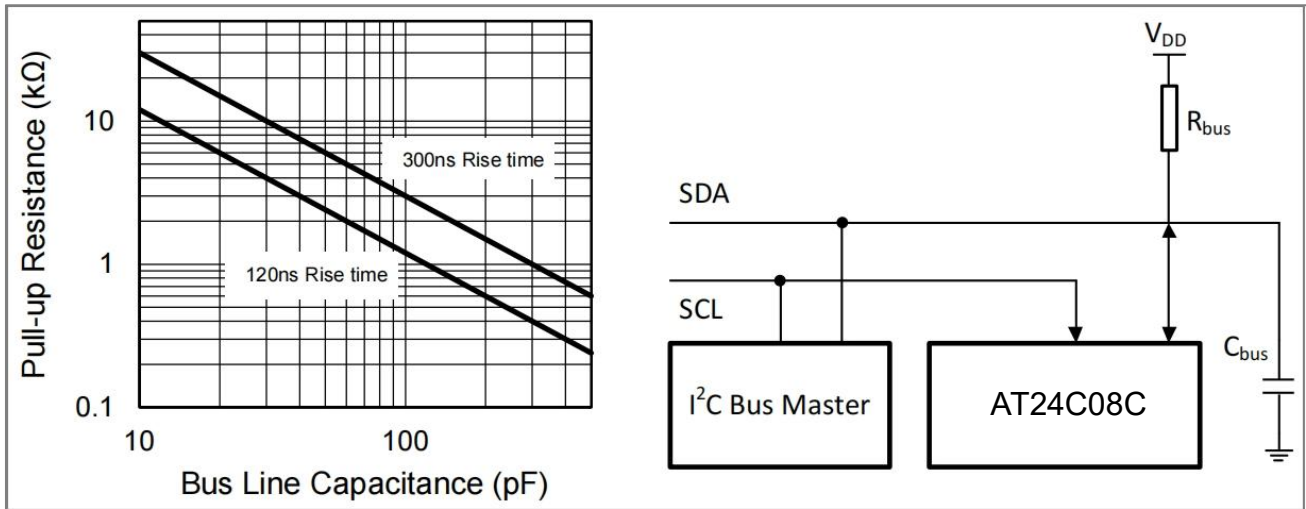 Pull-up Resistance (kΩ)
10
1
0.1
300ns Rise time
120ns Rise time
10
100
Bus Line Capacitance (pF)
VDD
Rbus
SDA
SCL
Cbus
I²C Bus Master
AT24C08C